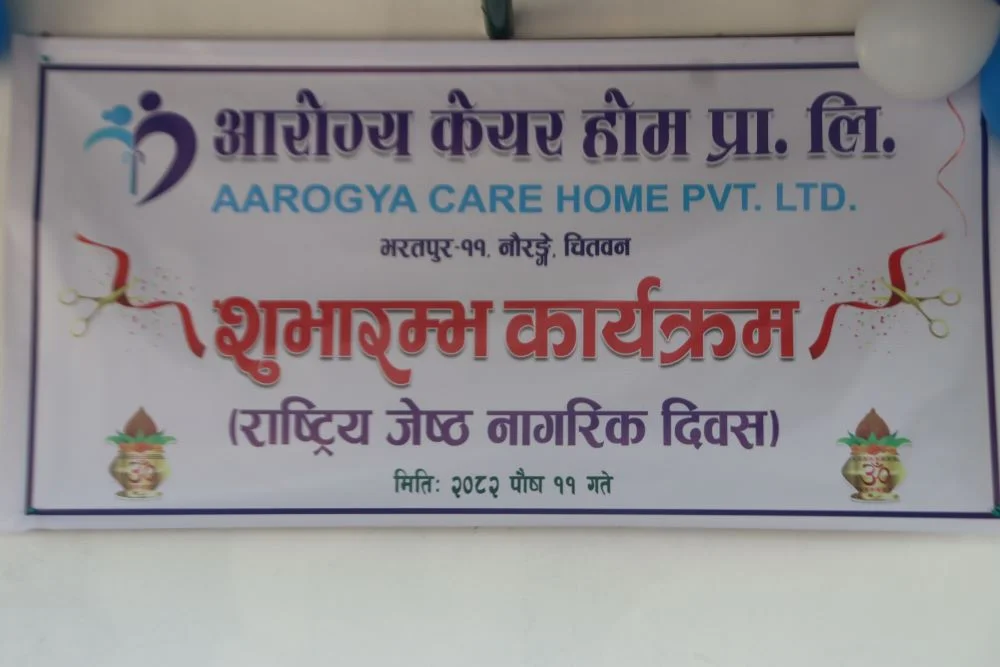 आरोग्य केयर होम प्रा. लि.
AAROGYA CARE HOME PVT. LTD.
भरतपुर-११, नौरङ्गे, चितवन
शुभारम्भ कार्यक्रम
(राष्ट्रिय जेष्ठ नागरिक दिवस)
मिति: २०८२ पौष ११ गते
ॐ ॐ